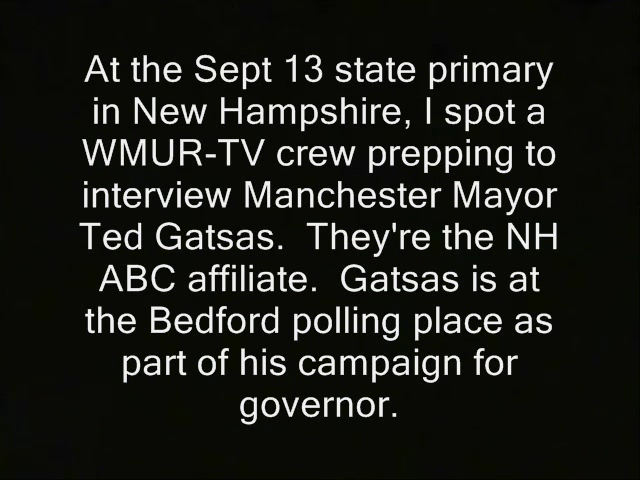 At the Sept 13 state primary
in New Hampshire, I spot a
WMUR-TV crew prepping to
interview Manchester Mayor
Ted Gatsas.  They're the NH
ABC affiliate.  Gatsas is at
the Bedford polling place as
part of his campaign for
governor.